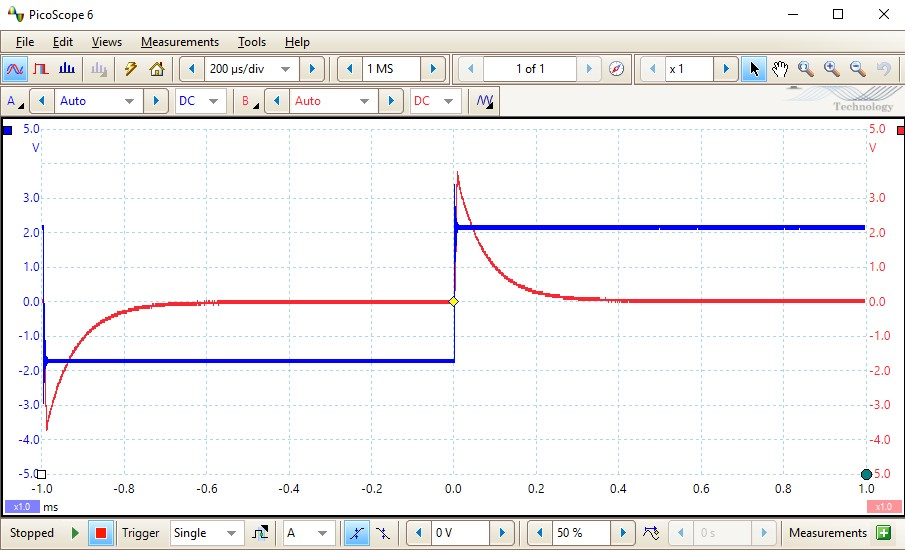 PicoScope 6
File Edit Views Measurements Tools Help
200 µs/div 1 MS 1 of 1 x 1
A Auto DC B Auto DC
Technology
5.0 5.0
V V
3.0 3.0
2.0 2.0
1.0 1.0
0.0 0.0
-1.0 -1.0
-2.0 -2.0
-3.0 -3.0
-4.0 -4.0
-5.0 -5.0
-1.0 -0.8 -0.6 -0.4 -0.2 0.0 0.2 0.4 0.6 0.8 1.0
x1.0 ms x1.0
Stopped Trigger Single A 0 V 50 % 0 s Measurements